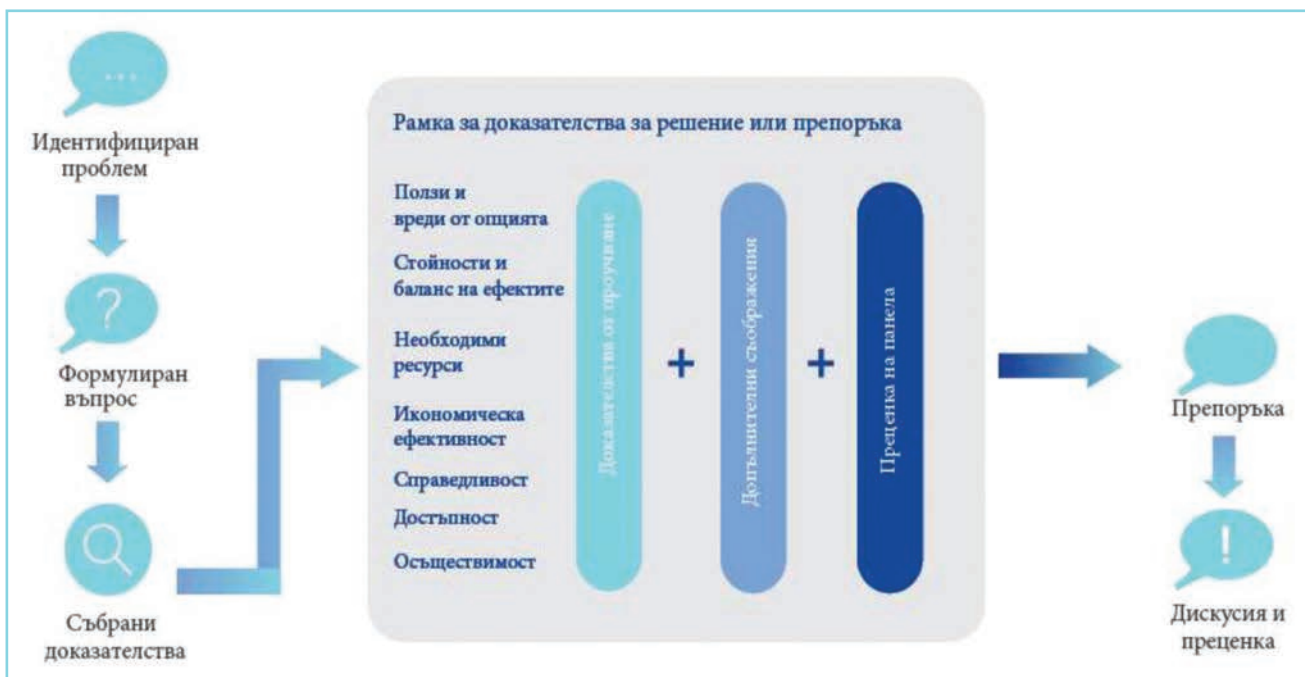 ...
Идентифициран
проблем
?
Формулиран
въпрос
Събрани
доказателства
Рамка за доказателства за решение или препоръка
Ползи и
вреди от опцията
Стойности и
баланс на ефектите
Необходими
ресурси
Икономическа
ефективност
Справедливост
Достъпност
Осъществимост
Доказателства от проучване
+
Допълнителни съображения
+
Преценка на панела
Препоръка
!
Дискусия и
преценка